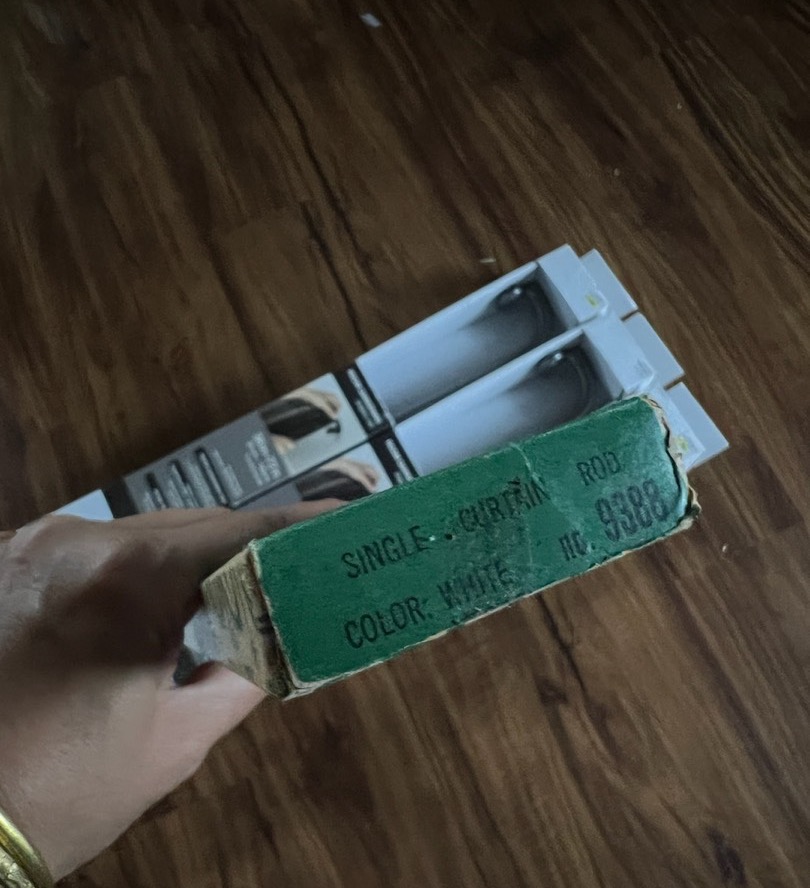 SINGLE . CURTAIN ROD
COLOR: WHITE no. 9388